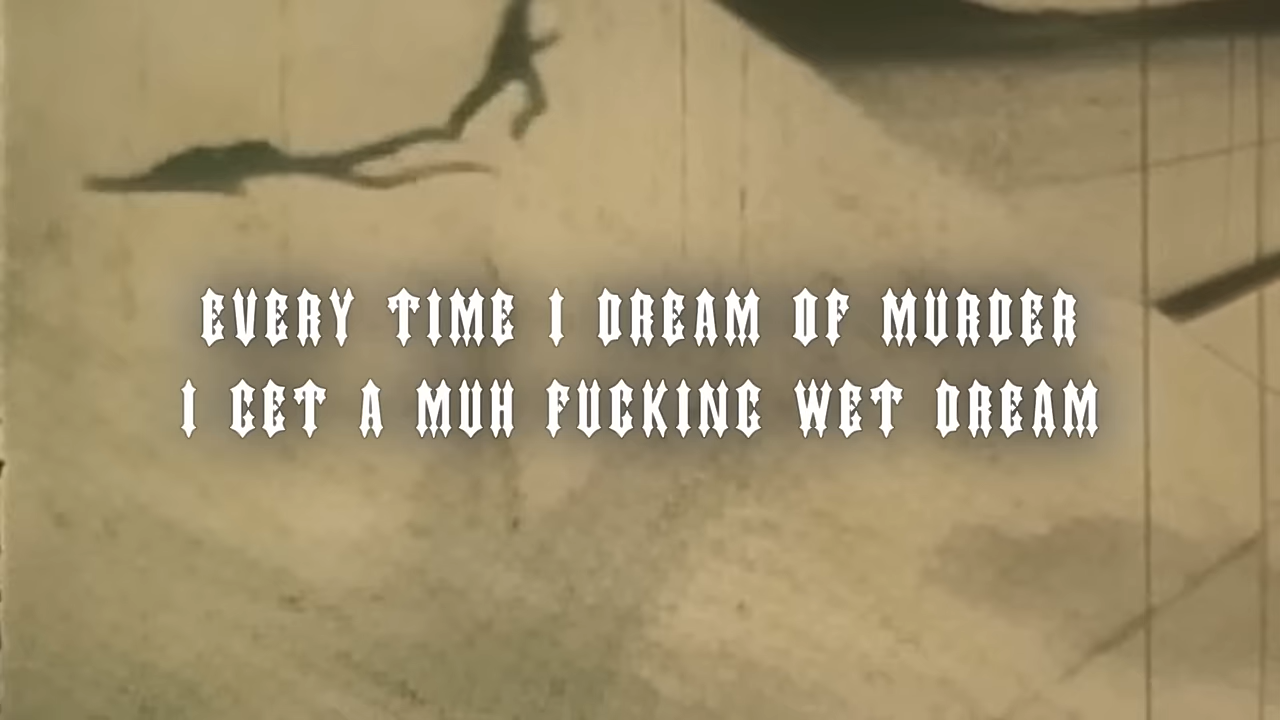 EVERY TIME I DREAM OF MURDER
I GET A MUH FUCKING WET DREAM